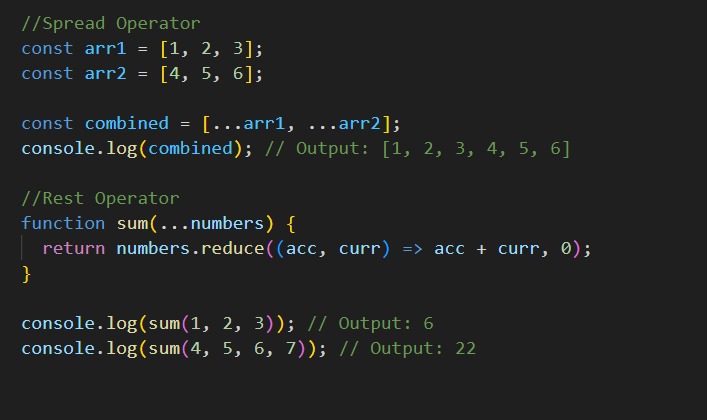 //Spread Operator
const arr1 = [1, 2, 3];
const arr2 = [4, 5, 6];
const combined = [...arr1, ...arr2];
console.log(combined); // Output: [1, 2, 3, 4, 5, 6]
//Rest Operator
function sum(...numbers) {
  return numbers.reduce((acc, curr) => acc + curr, 0);
}
console.log(sum(1, 2, 3)); // Output: 6
console.log(sum(4, 5, 6, 7)); // Output: 22